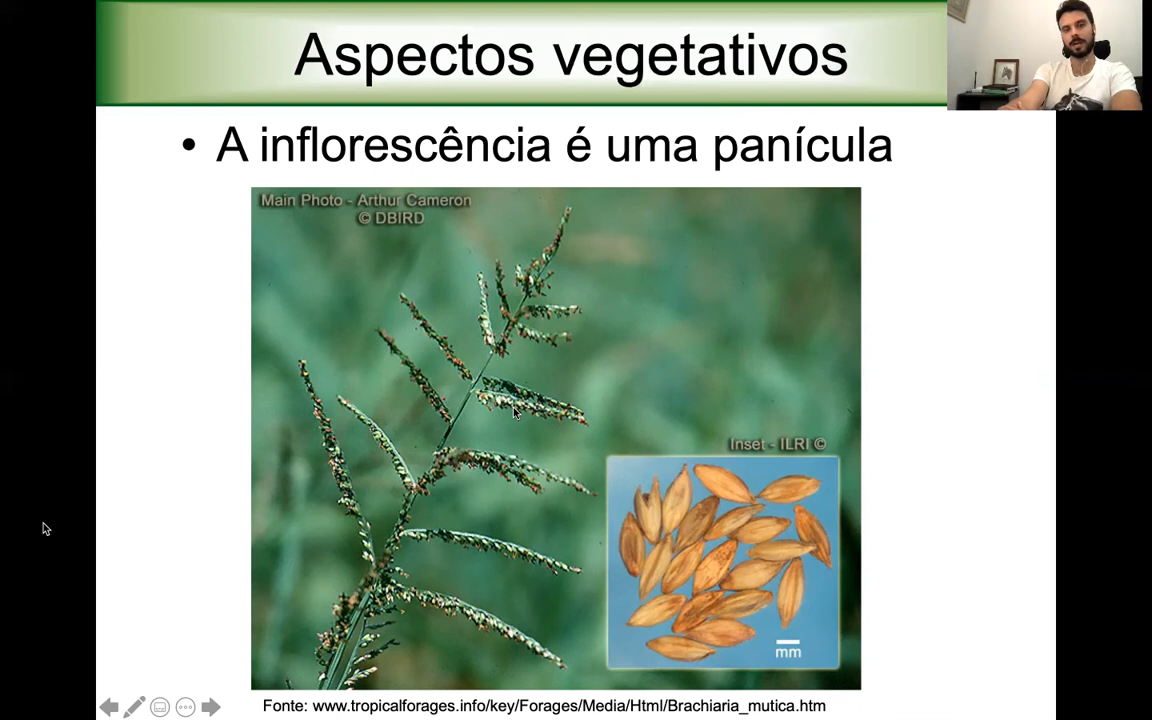 Aspectos vegetativos
• A inflorescência é uma panícula
Main Photo - Arthur Cameron
© DBIRD
Inset - ILRI ©
mm
Fonte: www.tropicalforages.info/key/Forages/Media/Html/Brachiaria_mutica.htm